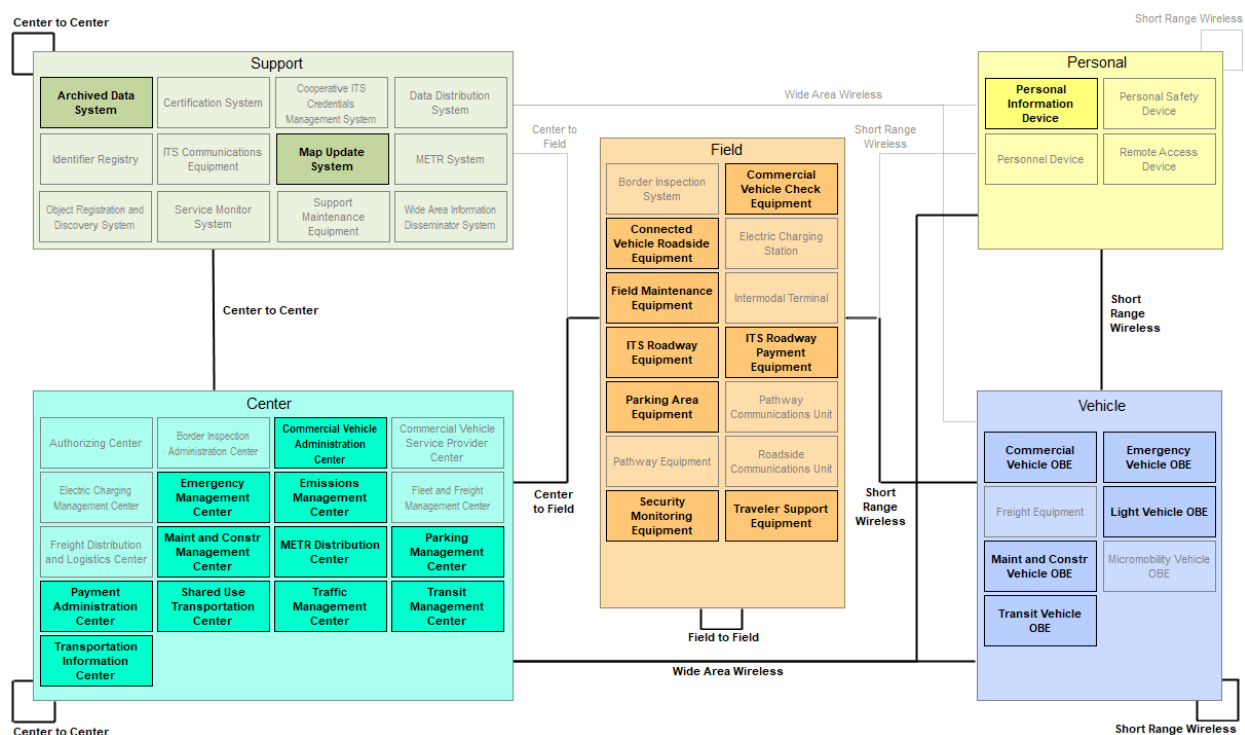 Center to Center
Support
Archived Data
System
Certification System
Cooperative ITS
Credentials
Management System
Data Distribution
System
Identifier Registry
ITS Communications
Equipment
Map Update
System
METR System
Object Registration and
Discovery System
Service Monitor
System
Support
Maintenance
Equipment
Wide Area Information
Disseminator System
Center to Center
Center to
Field
Wide Area Wireless
Short Range
Wireless
Short Range Wireless
Personal
Personal
Information
Device
Personal Safety
Device
Personnel Device
Remote Access
Device
Field
Border Inspection
System
Commercial
Vehicle Check
Equipment
Connected
Vehicle Roadside
Equipment
Electric Charging
Station
Field Maintenance
Equipment
Intermodal Terminal
ITS Roadway
Equipment
ITS Roadway
Payment
Equipment
Parking Area
Equipment
Pathway
Communications Unit
Pathway Equipment
Roadside
Communications Unit
Security
Monitoring
Equipment
Traveler Support
Equipment
Field to Field
Short
Range
Wireless
Center
Authorizing Center
Border Inspection
Administration Center
Commercial Vehicle
Administration
Center
Commercial Vehicle
Service Provider
Center
Electric Charging
Management Center
Emergency
Management
Center
Emissions
Management
Center
Fleet and Freight
Management Center
Freight Distribution
and Logistics Center
Maint and Constr
Management
Center
METR Distribution
Center
Parking
Management
Center
Payment
Administration
Center
Shared Use
Transportation
Center
Traffic
Management
Center
Transit
Management
Center
Transportation
Information
Center
Center
to Field
Short
Range
Wireless
Vehicle
Commercial
Vehicle OBE
Emergency
Vehicle OBE
Freight Equipment
Light Vehicle OBE
Maint and Constr
Vehicle OBE
Micromobility Vehicle
OBE
Transit Vehicle
OBE
Wide Area Wireless
Center to Center
Short Range Wireless